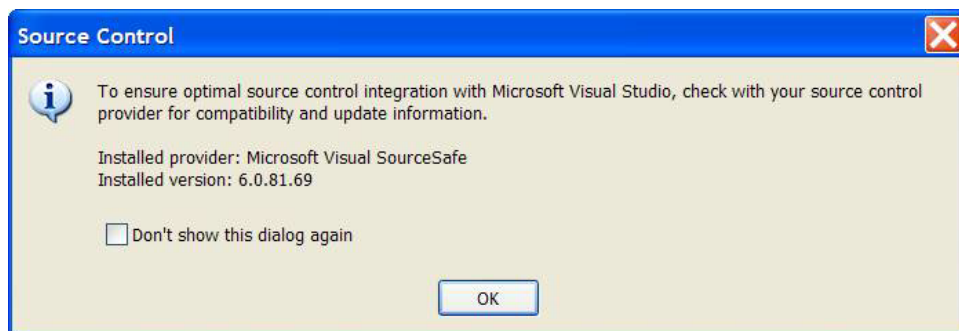 Source Control
To ensure optimal source control integration with Microsoft Visual Studio, check with your source control
provider for compatibility and update information.
Installed provider: Microsoft Visual SourceSafe
Installed version: 6.0.81.69
Don't show this dialog again
OK